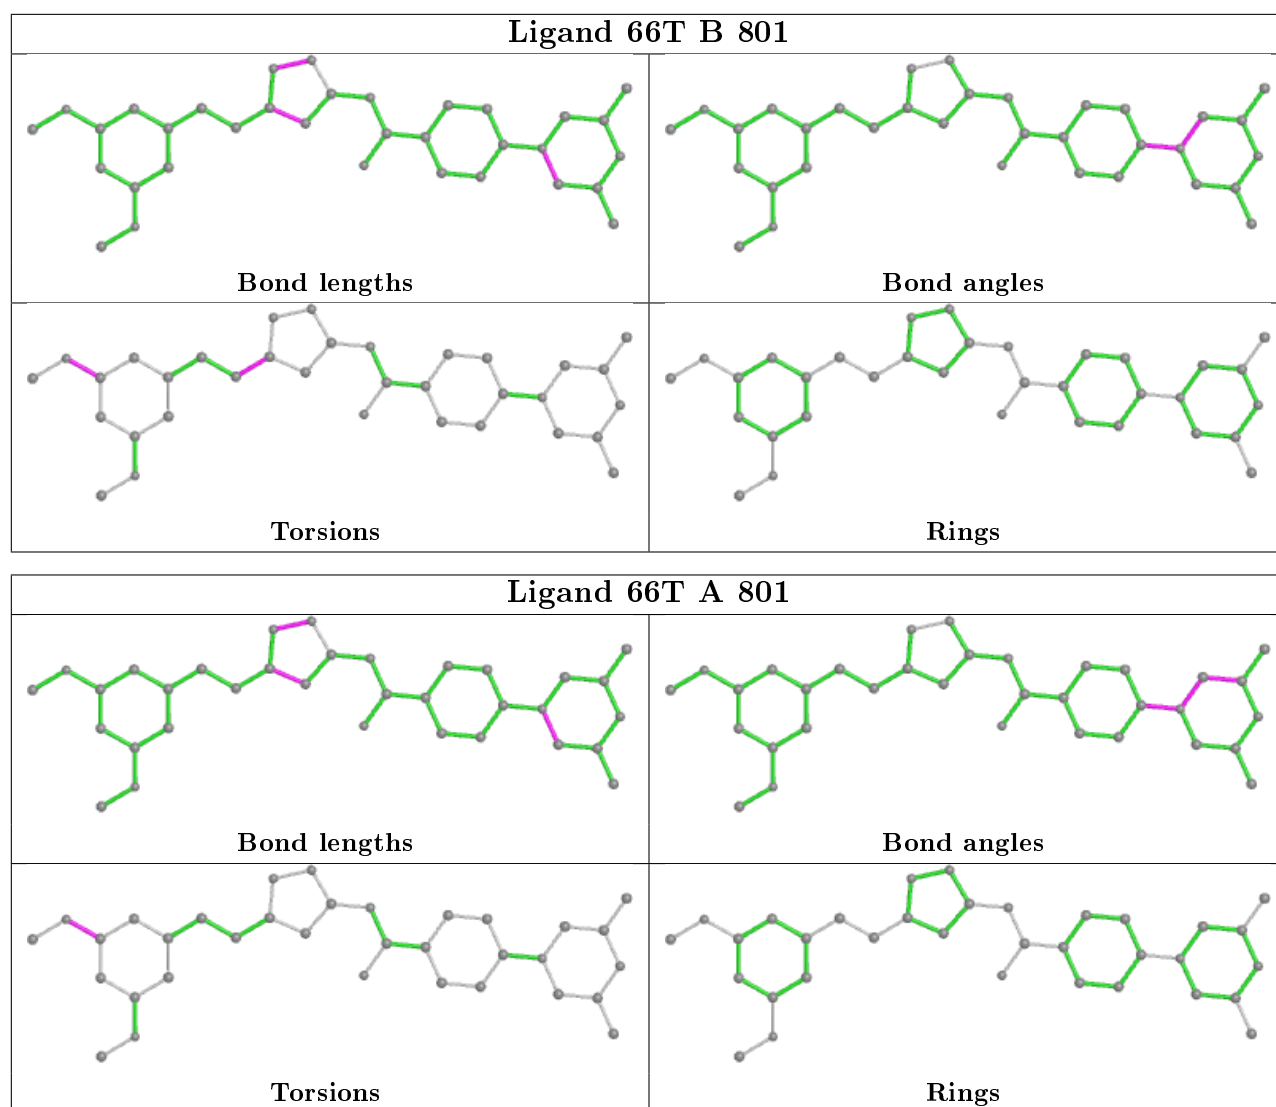 Ligand 66T B 801
Bond lengths
Bond angles
Torsions
Rings
Ligand 66T A 801
Bond lengths
Bond angles
Torsions
Rings